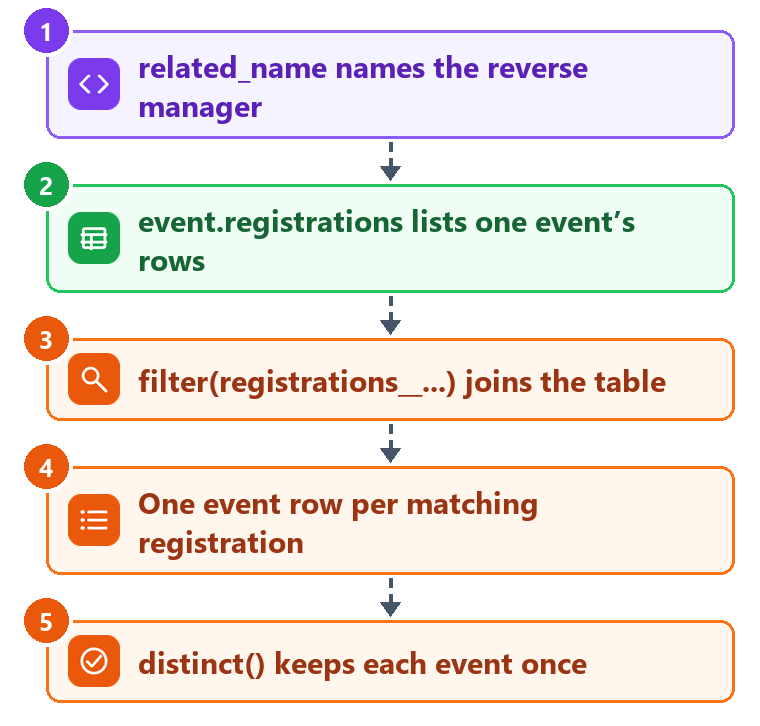 1
related_name names the reverse
manager
2
event.registrations lists one event’s
rows
3
filter(registrations__...) joins the table
4
One event row per matching
registration
5
distinct() keeps each event once